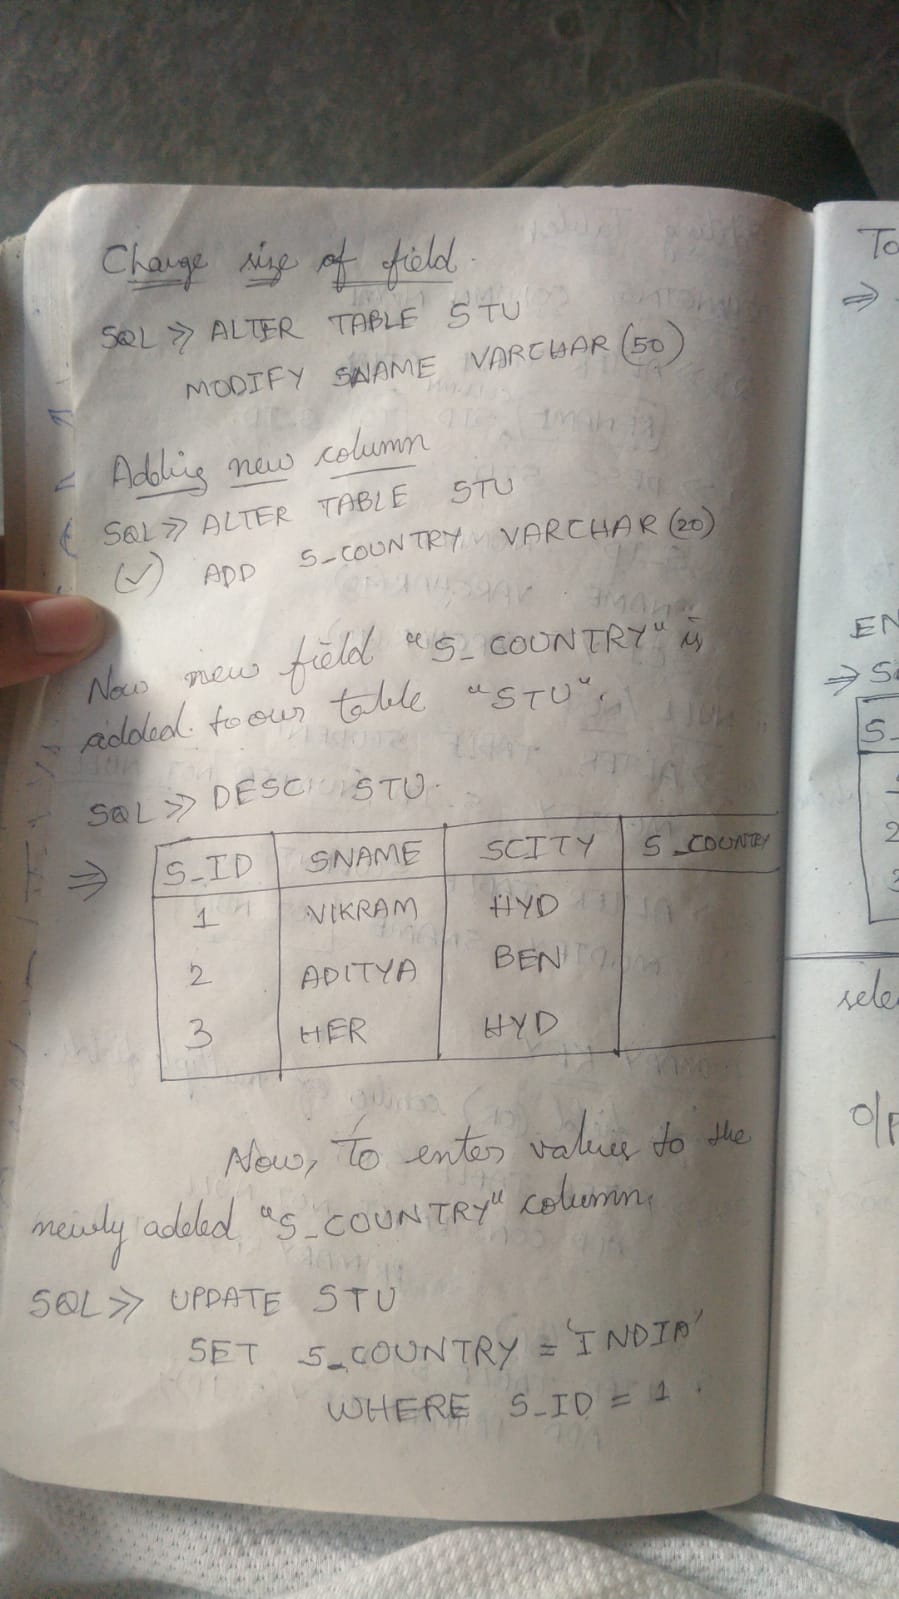 Change size of field.
SQL >> ALTER TABLE STU
MODIFY SNAME VARCHAR (50)
Adding new column
SQL >> ALTER TABLE STU
(✓) ADD S_COUNTRY VARCHAR (20)
Now new field "S_COUNTRY" is
added to our table "STU".
SQL >> DESC STU.
⇒ S_ID SNAME SCITY S_COUNTRY
1 VIKRAM HYD
2 ADITYA BEN
3 HER HYD
Now, To enter values to the
newly added "S_COUNTRY" column,
SQL >> UPDATE STU
SET S_COUNTRY = 'INDIA'
WHERE S_ID = 1.
To
⇒
EN
⇒ S
S_
2
3
sele
o/p